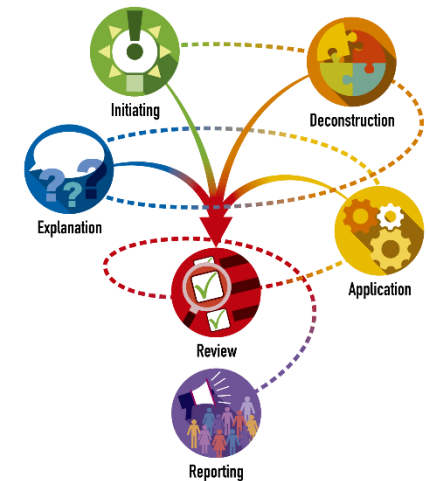 Initiating
Deconstruction
Explanation
???
Application
Review
Reporting